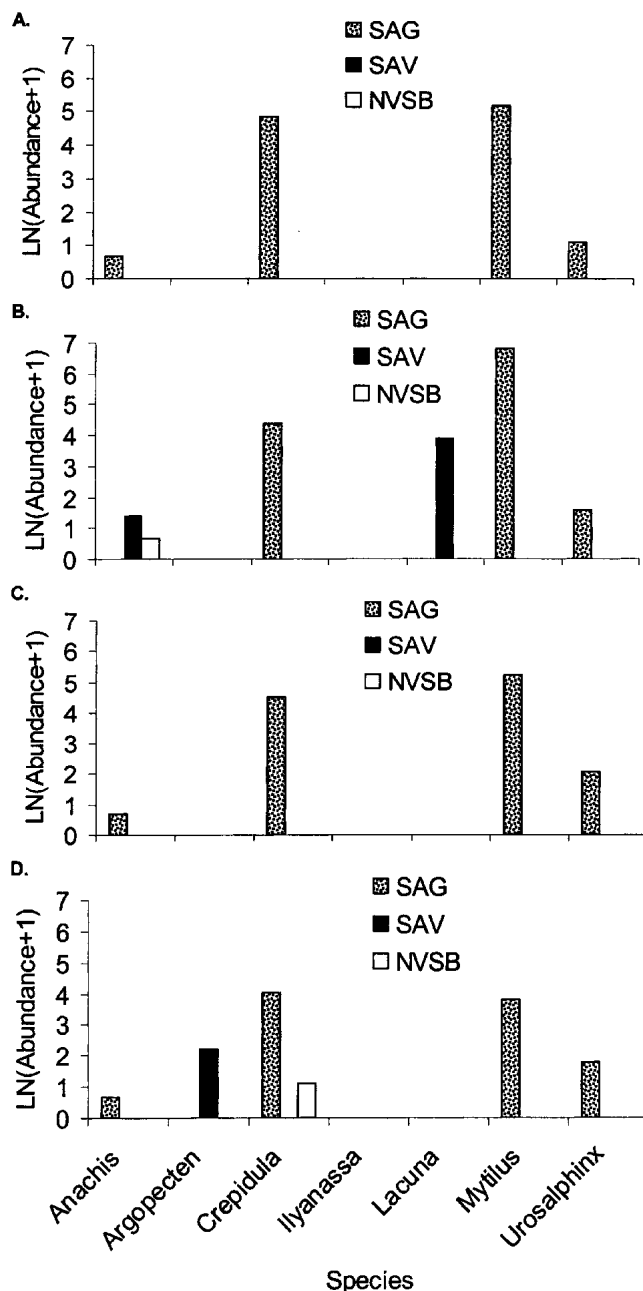 A.
LN(Abundance+1)
7
6
5
4
3
2
1
0
SAG
SAV
NVSB
B.
LN(Abundance+1)
7
6
5
4
3
2
1
0
SAG
SAV
NVSB
C.
LN(Abundance+1)
7
6
5
4
3
2
1
0
SAG
SAV
NVSB
D.
LN(Abundance+1)
7
6
5
4
3
2
1
0
SAG
SAV
NVSB
Anachis
Argopecten
Crepidula
Ilyanassa
Lacuna
Mytilus
Urosalphinx
Species